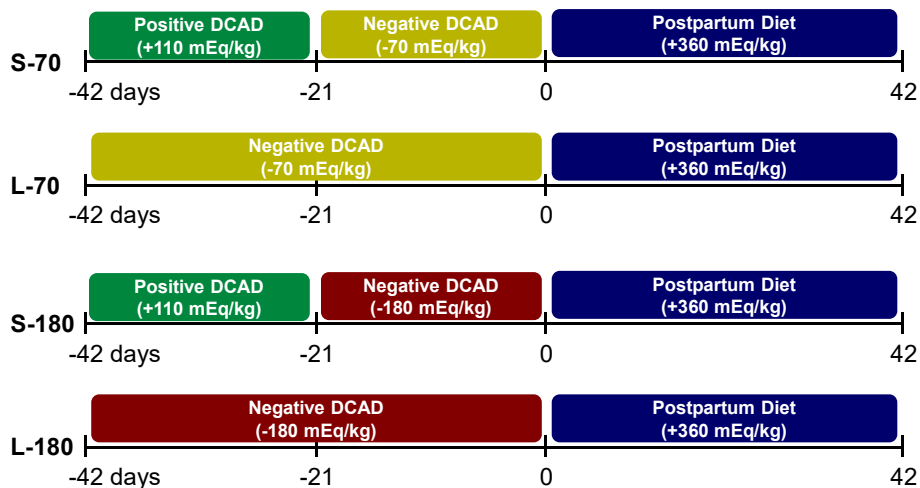 Positive DCAD
(+110 mEq/kg)
Negative DCAD
(-70 mEq/kg)
Postpartum Diet
(+360 mEq/kg)
S-70
-42 days
-21
0
42
Negative DCAD
(-70 mEq/kg)
Postpartum Diet
(+360 mEq/kg)
L-70
-42 days
-21
0
42
Positive DCAD
(+110 mEq/kg)
Negative DCAD
(-180 mEq/kg)
Postpartum Diet
(+360 mEq/kg)
S-180
-42 days
-21
0
42
Negative DCAD
(-180 mEq/kg)
Postpartum Diet
(+360 mEq/kg)
L-180
-42 days
-21
0
42